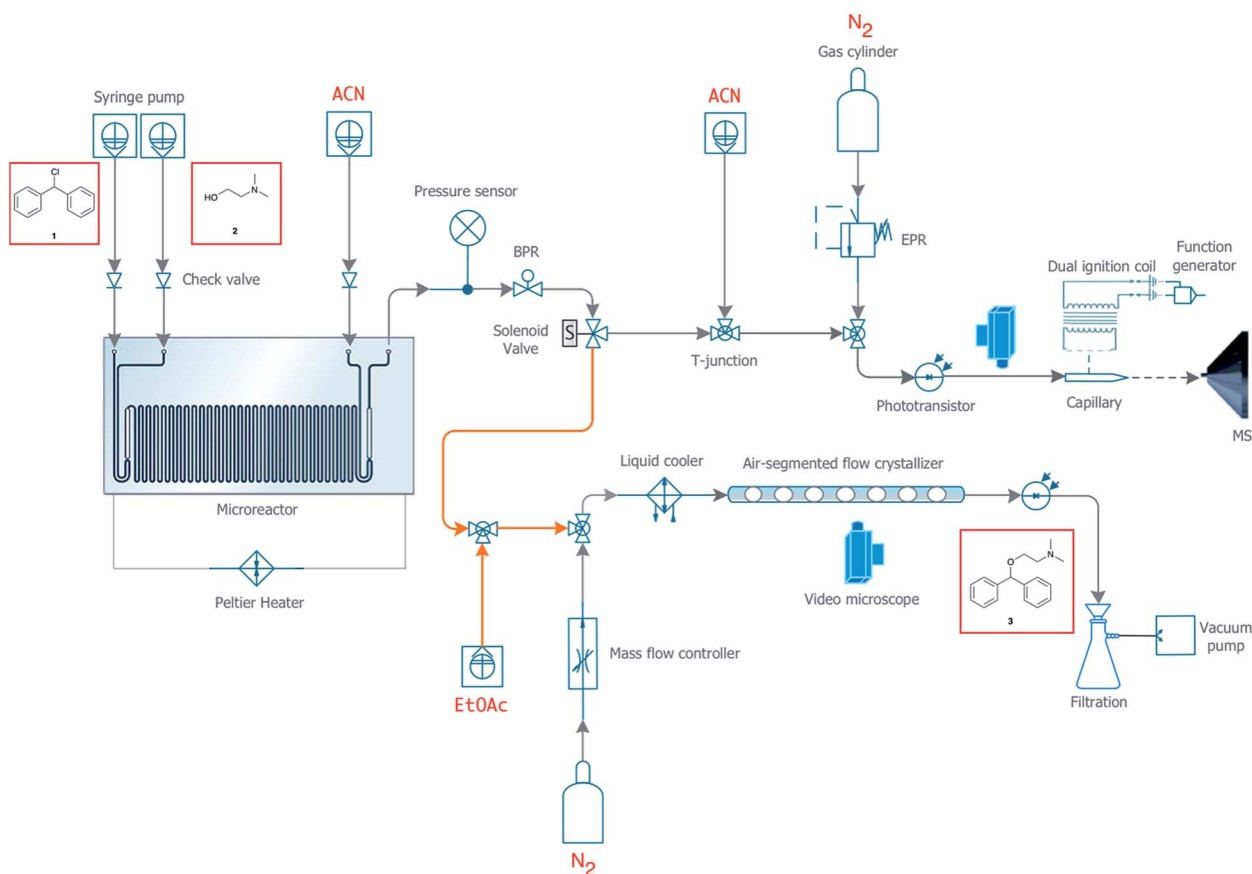 N2
Gas cylinder
Syringe pump
ACN
ACN
Cl
1
HO
N
2
Pressure sensor
Check valve
BPR
EPR
Function
generator
Dual ignition coil
Solenoid
Valve
S
T-junction
Phototransistor
Capillary
MS
Microreactor
Liquid cooler
Air-segmented flow crystallizer
Peltier Heater
Video microscope
O
N
3
Mass flow controller
Vacuum
pump
EtOAc
Filtration
N2